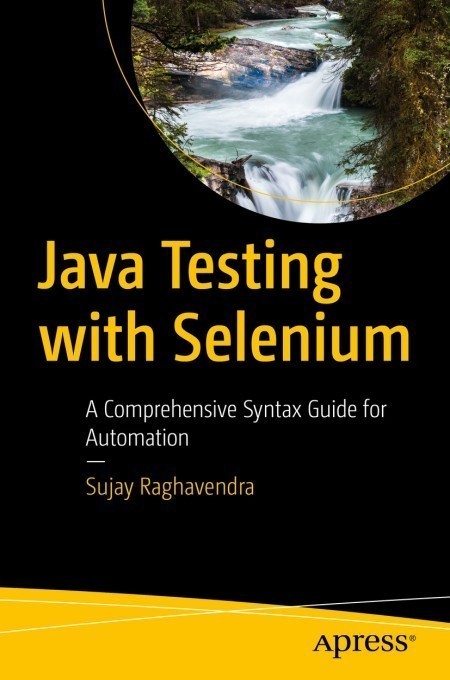 Java Testing
with Selenium
A Comprehensive Syntax Guide for
Automation
—
Sujay Raghavendra
Apress®